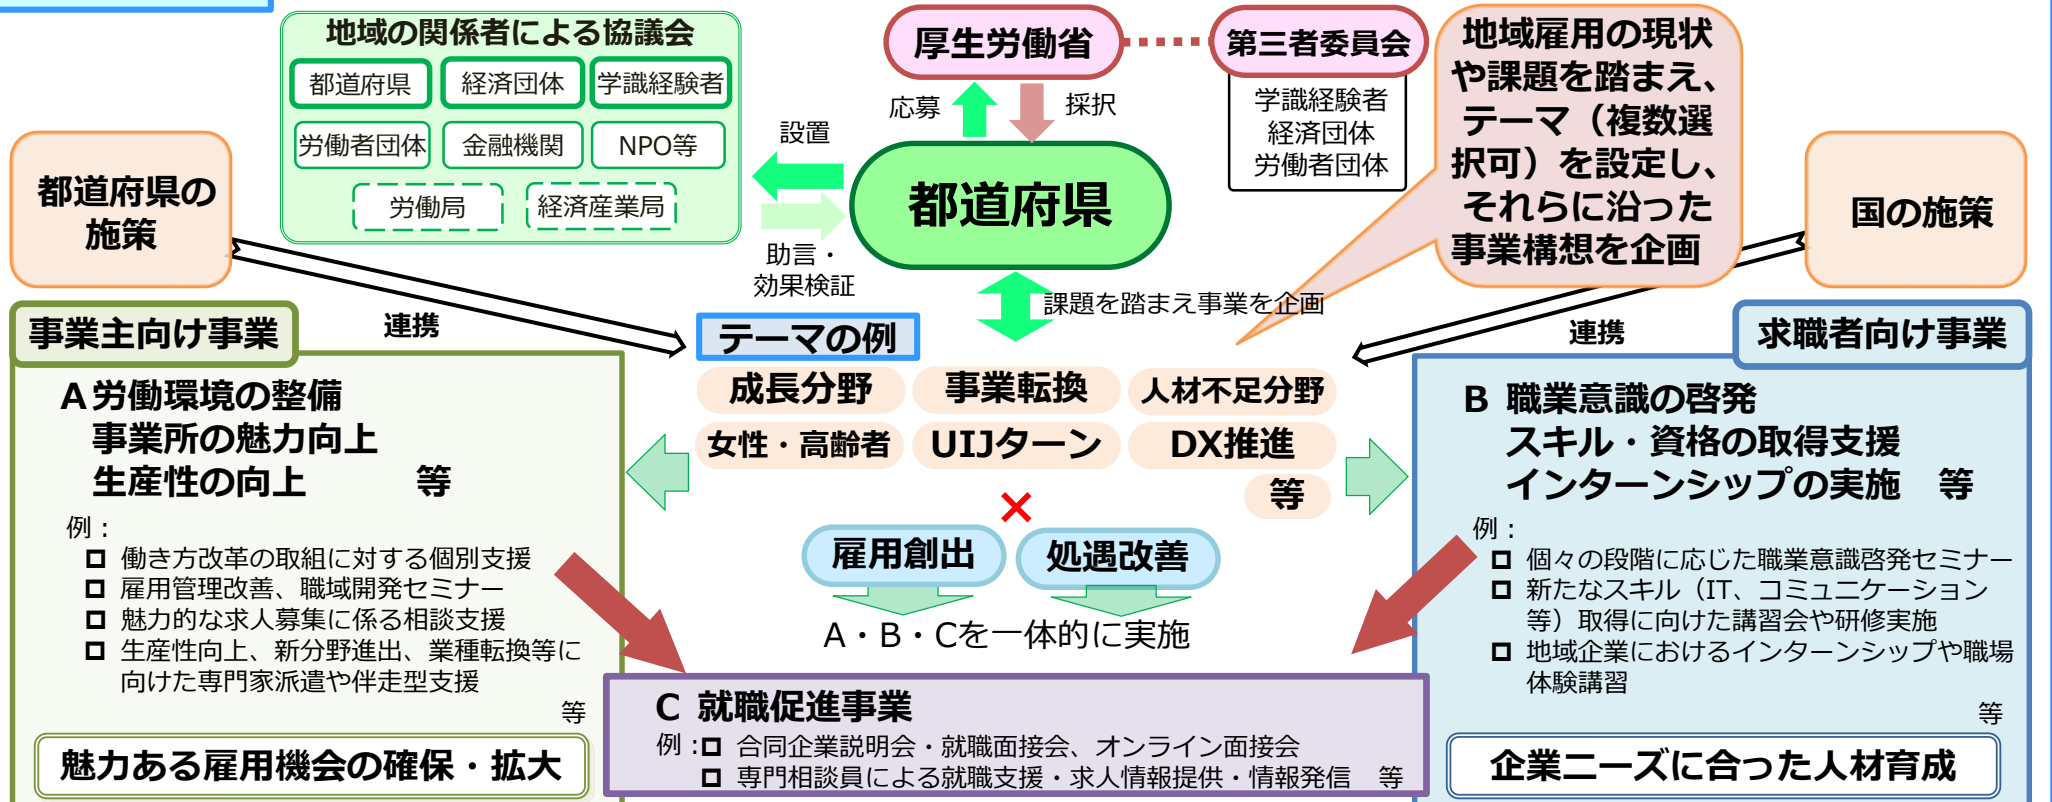 地域の関係者による協議会
都道府県
経済団体
学識経験者
労働者団体
金融機関
NPO等
労働局
経済産業局
厚生労働省
第三者委員会
学識経験者
経済団体
労働者団体
応募
採択
設置
助言・
効果検証
都道府県
地域雇用の現状
や課題を踏まえ、
テーマ（複数選
択可）を設定し、
それらに沿った
事業構想を企画
都道府県の
施策
国の施策
課題を踏まえ事業を企画
連携
連携
事業主向け事業
A 労働環境の整備
事業所の魅力向上
生産性の向上　等
例：
働き方改革の取組に対する個別支援
雇用管理改善、職域開発セミナー
魅力的な求人募集に係る相談支援
生産性向上、新分野進出、業種転換等に
向けた専門家派遣や伴走型支援
等
魅力ある雇用機会の確保・拡大
テーマの例
成長分野
事業転換
人材不足分野
女性・高齢者
UIJターン
DX推進
等
×
雇用創出
処遇改善
A・B・Cを一体的に実施
C 就職促進事業
例：
合同企業説明会・就職面接会、オンライン面接会
専門相談員による就職支援・求人情報提供・情報発信　等
求職者向け事業
B 職業意識の啓発
スキル・資格の取得支援
インターンシップの実施　等
例：
個々の段階に応じた職業意識啓発セミナー
新たなスキル（IT、コミュニケーション
等）取得に向けた講習会や研修実施
地域企業におけるインターンシップや職場
体験講習
等
企業ニーズに合った人材育成